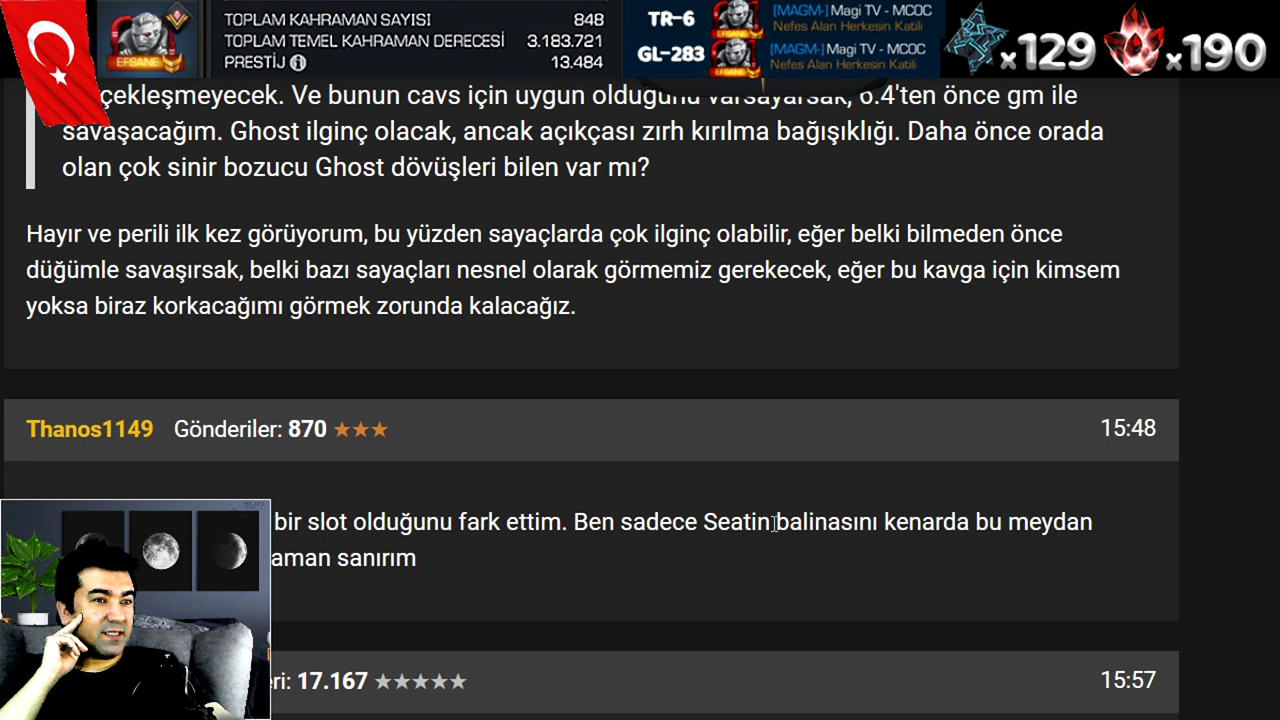 TOPLAM KAHRAMAN SAYISI 848
TOPLAM TEMEL KAHRAMAN DERECESİ 3.183.721
PRESTİJ 13.484
EFSANE
TR-6 [MAGM-] Magi TV - MCOC
Nefes Alan Herkesin Katili
GL-283 [MAGM-] Magi TV - MCOC
Nefes Alan Herkesin Katili
x129 x190
çekleşmeyecek. Ve bunun cavs için uygun olduğunu varsayarsak, 6.4'ten önce gm ile
savaşacağım. Ghost ilginç olacak, ancak açıkçası zırh kırılma bağışıklığı. Daha önce orada
olan çok sinir bozucu Ghost dövüşleri bilen var mı?
Hayır ve perili ilk kez görüyorum, bu yüzden sayaçlarda çok ilginç olabilir, eğer belki bilmeden önce
düğümle savaşırsak, belki bazı sayaçları nesnel olarak görmemiz gerekecek, eğer bu kavga için kimsem
yoksa biraz korkacağımı görmek zorunda kalacağız.
Thanos1149 Gönderiler: 870 ★★★ 15:48
bir slot olduğunu fark ettim. Ben sadece Seatin balinasını kenarda bu meydan
aman sanırım
ri: 17.167 ★★★★★ 15:57